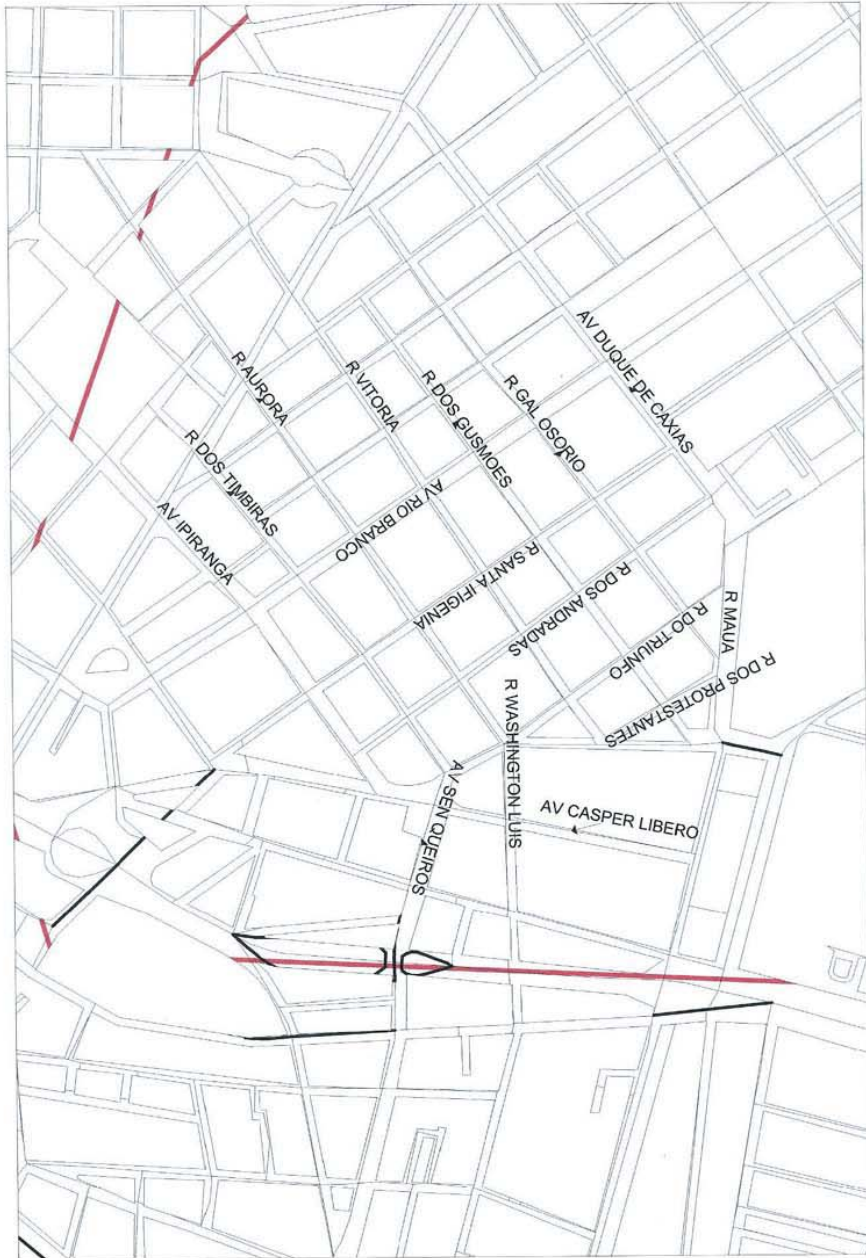 AV DUQUE DE CAXIAS
R GAL OSORIO
R DOS GUSMOES
R VITORIA
R AURORA
R DOS TIMBIRAS
AV IPIRANGA
AV RIO BRANCO
R SANTA IFIGENIA
R DOS ANDRADAS
R DO TRIUNFO
R MAUA
R DOS PROTESTANTES
R WASHINGTON LUIS
AV SEN QUEIROS
AV CASPER LIBERO